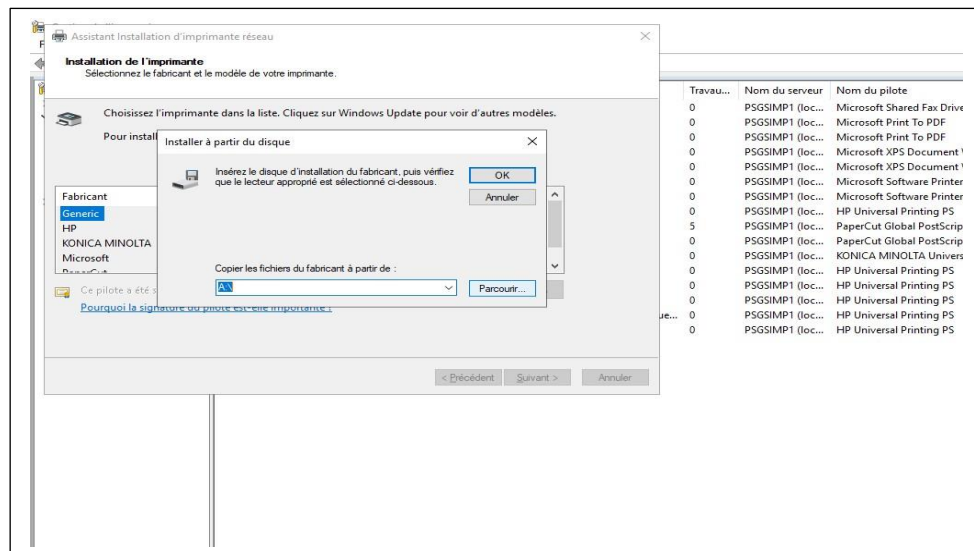 Assistant Installation d'imprimante réseau
Installation de l'imprimante
Sélectionnez le fabricant et le modèle de votre imprimante.
Choisissez l'imprimante dans la liste. Cliquez sur Windows Update pour voir d'autres modèles.
Pour install
Installer à partir du disque
Insérez le disque d'installation du fabricant, puis vérifiez
que le lecteur approprié est sélectionné ci-dessous.
OK
Annuler
Copier les fichiers du fabricant à partir de :
A:\
Parcourir...
Fabricant
Generic
HP
KONICA MINOLTA
Microsoft
PaperCut
Ce pilote a été s
Pourquoi la signature du pilote est-elle importante ?
< Précédent
Suivant >
Annuler
Travau... Nom du serveur Nom du pilote
0 PSGSIMP1 (loc... Microsoft Shared Fax Drive
0 PSGSIMP1 (loc... Microsoft Print To PDF
0 PSGSIMP1 (loc... Microsoft Print To PDF
0 PSGSIMP1 (loc... Microsoft XPS Document
0 PSGSIMP1 (loc... Microsoft XPS Document
0 PSGSIMP1 (loc... Microsoft Software Printer
0 PSGSIMP1 (loc... Microsoft Software Printer
0 PSGSIMP1 (loc... HP Universal Printing PS
5 PSGSIMP1 (loc... PaperCut Global PostScrip
0 PSGSIMP1 (loc... PaperCut Global PostScrip
0 PSGSIMP1 (loc... KONICA MINOLTA Univers
0 PSGSIMP1 (loc... HP Universal Printing PS
0 PSGSIMP1 (loc... HP Universal Printing PS
0 PSGSIMP1 (loc... HP Universal Printing PS
ue... 0 PSGSIMP1 (loc... HP Universal Printing PS
0 PSGSIMP1 (loc... HP Universal Printing PS